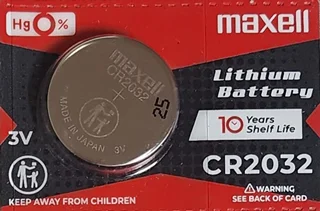 Hg 0%
maxell
maxell
CR2032
+
25
MADE IN JAPAN 3V
Lithium
Battery
10 Years
Shelf Life
3V
CR2032
KEEP AWAY FROM CHILDREN
WARNING
SEE BACK OF CARD